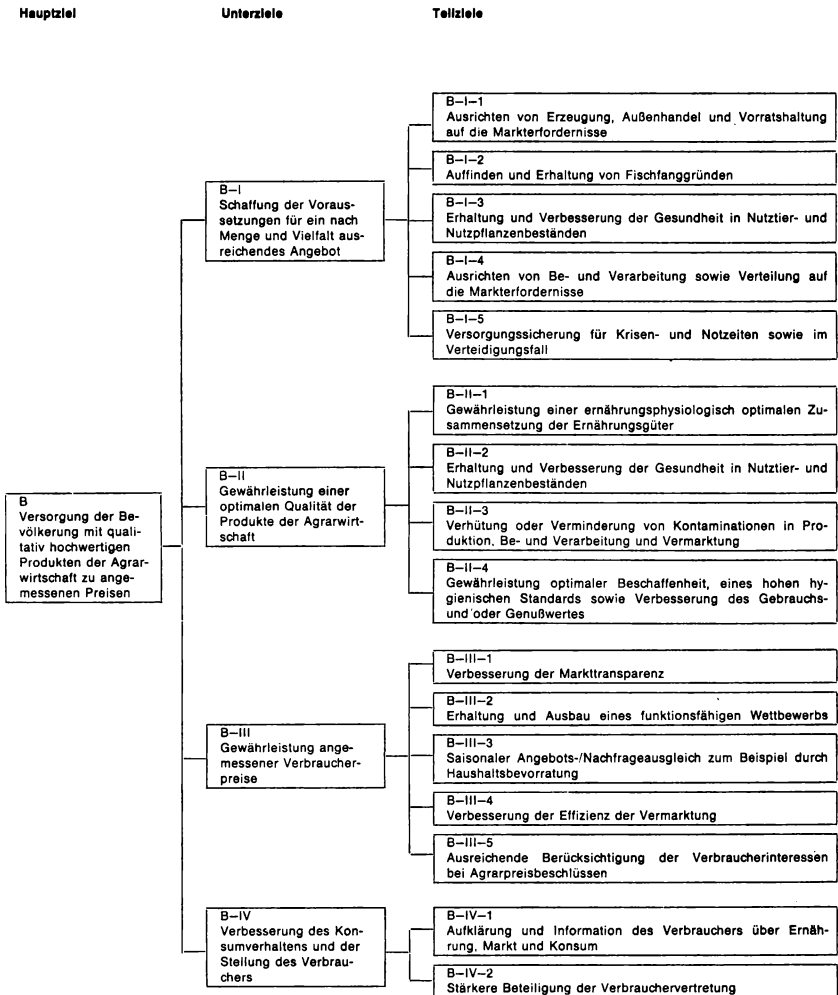 Hauptziel Unterziele Teilziele
B–I–1
Ausrichten von Erzeugung, Außenhandel und Vorratshaltung
auf die Markterfordernisse
B–I–2
Auffinden und Erhaltung von Fischfanggründen
B–I
Schaffung der Voraus-
setzungen für ein nach
Menge und Vielfalt aus-
reichendes Angebot
B–I–3
Erhaltung und Verbesserung der Gesundheit in Nutztier- und
Nutzpflanzenbeständen
B–I–4
Ausrichten von Be- und Verarbeitung sowie Verteilung auf
die Markterfordernisse
B–I–5
Versorgungssicherung für Krisen- und Notzeiten sowie im
Verteidigungsfall
B–II–1
Gewährleistung einer ernährungsphysiologisch optimalen Zu-
sammensetzung der Ernährungsgüter
B–II
Gewährleistung einer
optimalen Qualität der
Produkte der Agrarwirt-
schaft
B–II–2
Erhaltung und Verbesserung der Gesundheit in Nutztier- und
Nutzpflanzenbeständen
B
Versorgung der Be-
völkerung mit quali-
tativ hochwertigen
Produkten der Agrar-
wirtschaft zu ange-
messenen Preisen
B–II–3
Verhütung oder Verminderung von Kontaminationen in Pro-
duktion, Be- und Verarbeitung und Vermarktung
B–II–4
Gewährleistung optimaler Beschaffenheit, eines hohen hy-
gienischen Standards sowie Verbesserung des Gebrauchs-
und/oder Genußwertes
B–III–1
Verbesserung der Markttransparenz
B–III–2
Erhaltung und Ausbau eines funktionsfähigen Wettbewerbs
B–III
Gewährleistung ange-
messener Verbraucher-
preise
B–III–3
Saisonaler Angebots-/Nachfrageausgleich zum Beispiel durch
Haushaltsbevorratung
B–III–4
Verbesserung der Effizienz der Vermarktung
B–III–5
Ausreichende Berücksichtigung der Verbraucherinteressen
bei Agrarpreisbeschlüssen
B–IV
Verbesserung des Kon-
sumverhaltens und der
Stellung des Verbrau-
chers
B–IV–1
Aufklärung und Information des Verbrauchers über Ernäh-
rung, Markt und Konsum
B–IV–2
Stärkere Beteiligung der Verbrauchervertretung